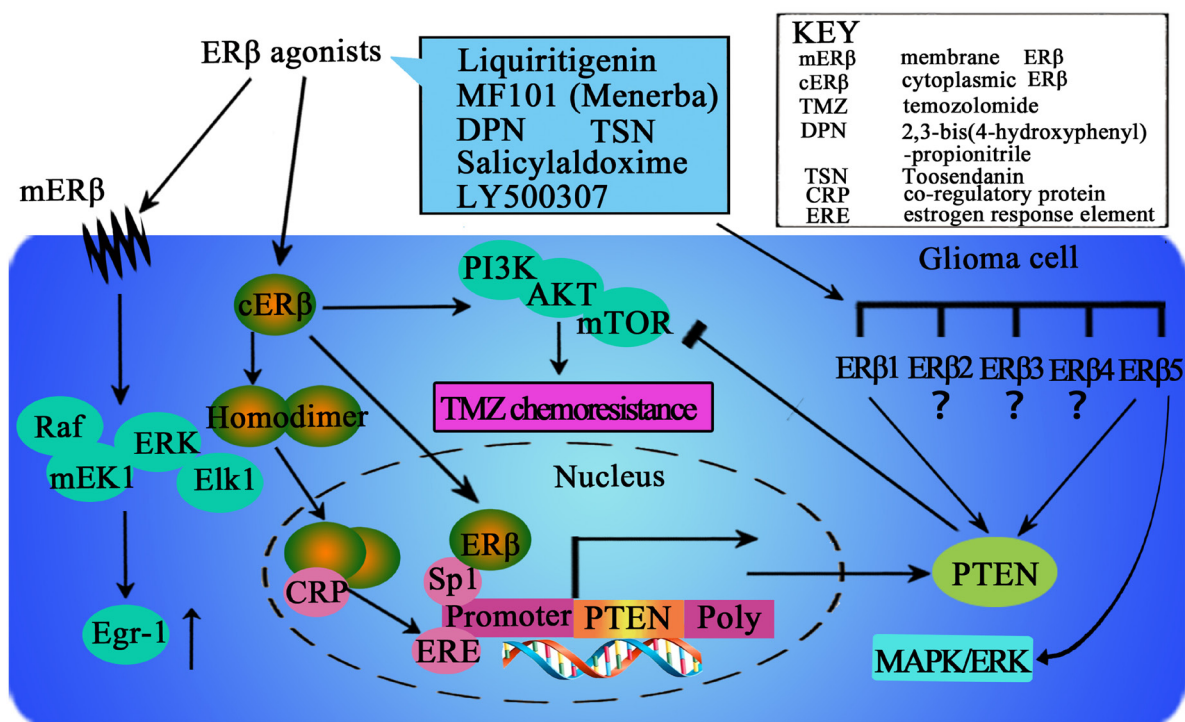 ERβ agonists
Liquiritigenin
MF101 (Menerba)
DPN TSN
Salicylaldoxime
LY500307
KEY
mERβ membrane ERβ
cERβ cytoplasmic ERβ
TMZ temozolomide
DPN 2,3-bis(4-hydroxyphenyl)
-propionitrile
TSN Toosendanin
CRP co-regulatory protein
ERE estrogen response element
mERβ
Glioma cell
cERβ
PI3K
AKT
mTOR
ERβ1 ERβ2 ERβ3 ERβ4 ERβ5
? ? ?
Homodimer
TMZ chemoresistance
Raf
ERK
mEK1
Elk1
Nucleus
ERβ
CRP
Sp1
PTEN
Promoter PTEN Poly
Egr-1
ERE
MAPK/ERK